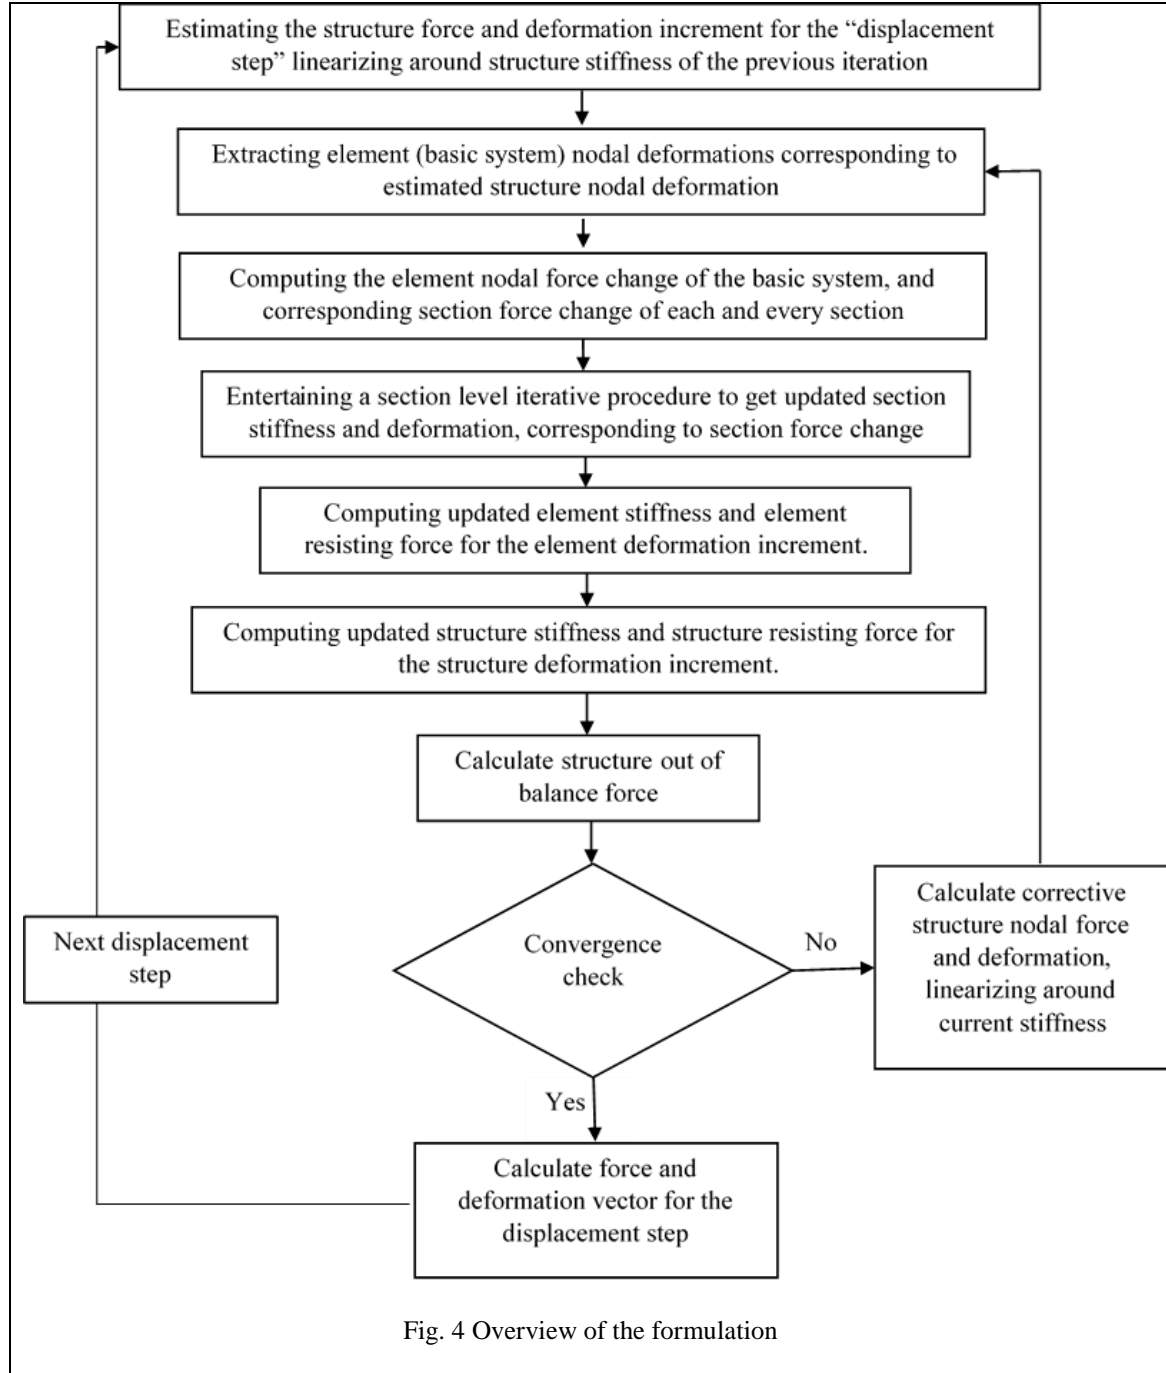 Estimating the structure force and deformation increment for the “displacement
step” linearizing around structure stiffness of the previous iteration
Extracting element (basic system) nodal deformations corresponding to
estimated structure nodal deformation
Computing the element nodal force change of the basic system, and
corresponding section force change of each and every section
Entertaining a section level iterative procedure to get updated section
stiffness and deformation, corresponding to section force change
Computing updated element stiffness and element
resisting force for the element deformation increment.
Computing updated structure stiffness and structure resisting force for
the structure deformation increment.
Calculate structure out of
balance force
Convergence
check
No
Calculate corrective
structure nodal force
and deformation,
linearizing around
current stiffness
Next displacement
step
Yes
Calculate force and
deformation vector for the
displacement step
Fig. 4 Overview of the formulation